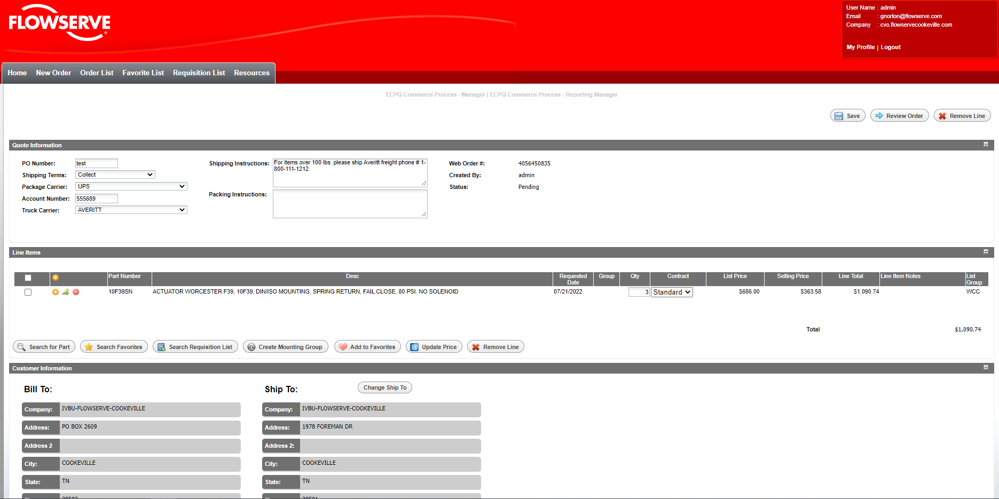 FLOWSERVE
User Name : admin
Email : gnorton@flowserve.com
Company : cvo.flowservecookeville.com
My Profile | Logout
Home New Order Order List Favorite List Requisition List Resources
ECPQ Commerce Process - Manager | ECPQ Commerce Process - Reporting Manager
Save Review Order Remove Line
Quote Information
PO Number: test
Shipping Terms: Collect
Package Carrier: UPS
Account Number: 555689
Truck Carrier: AVERITT
Shipping Instructions: For items over 100 lbs. please ship Averitt freight phone # 1-
800-111-1212
Packing Instructions:
Web Order #: 4056450835
Created By: admin
Status: Pending
Line Items
Part Number Desc Requested Date Group Qty Contract List Price Selling Price Line Total Line Item Notes List Group
10F39SN ACTUATOR WORCESTER F39, 10F39, DIN/ISO MOUNTING, SPRING RETURN, FAIL CLOSE, 80 PSI, NO SOLENOID 07/21/2022 3 Standard $686.00 $363.58 $1,090.74 WCC
Total $1,090.74
Search for Part Search Favorites Search Requisition List Create Mounting Group Add to Favorites Update Price Remove Line
Customer Information
Bill To:
Company: IVBU-FLOWSERVE-COOKEVILLE
Address: PO BOX 2609
Address 2
City: COOKEVILLE
State: TN
Ship To: Change Ship To
Company: IVBU-FLOWSERVE-COOKEVILLE
Address: 1978 FOREMAN DR
Address 2:
City: COOKEVILLE
State: TN